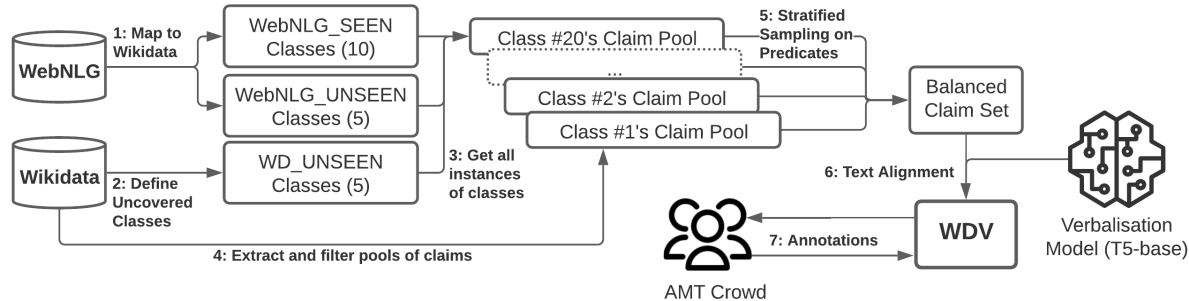 WebNLG
1: Map to
Wikidata
WebNLG_SEEN
Classes (10)
WebNLG_UNSEEN
Classes (5)
Wikidata
2: Define
Uncovered
Classes
WD_UNSEEN
Classes (5)
3: Get all
instances
of classes
4: Extract and filter pools of claims
Class #20's Claim Pool
...
Class #2's Claim Pool
Class #1's Claim Pool
5: Stratified
Sampling on
Predicates
Balanced
Claim Set
6: Text Alignment
Verbalisation
Model (T5-base)
WDV
7: Annotations
AMT Crowd